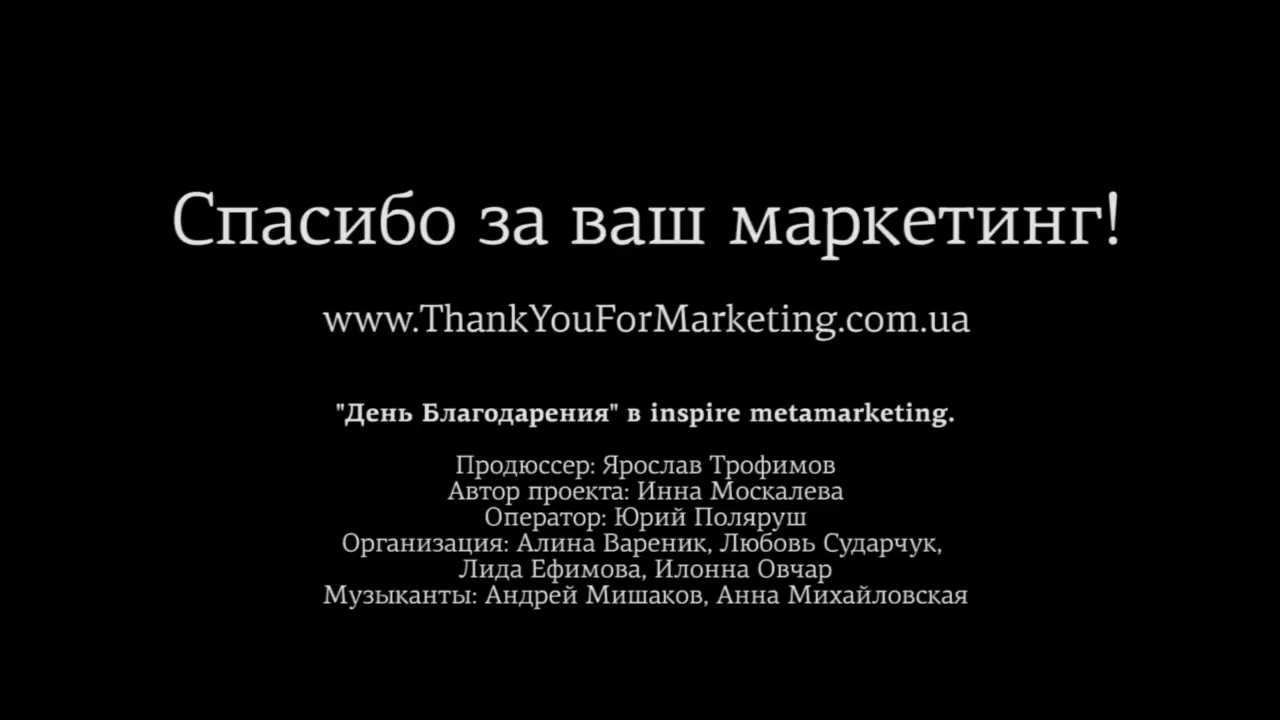 Спасибо за ваш маркетинг!
www.ThankYouForMarketing.com.ua
"День Благодарения" в inspire metamarketing.
Продюссер: Ярослав Трофимов
Автор проекта: Инна Москалева
Оператор: Юрий Поляруш
Организация: Алина Вареник, Любовь Сударчук,
Лида Ефимова, Илонна Овчар
Музыканты: Андрей Мишаков, Анна Михайловская